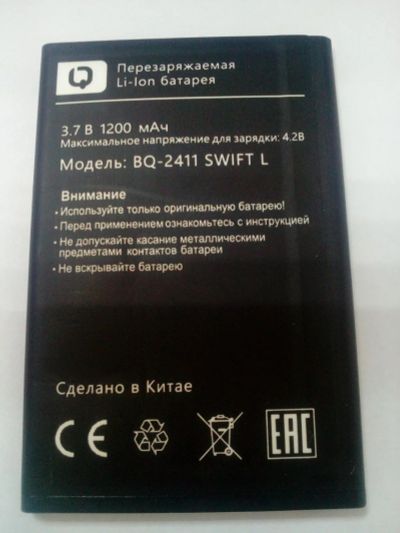 Перезаряжаемая
Li-Ion батарея
3.7 В 1200 мАч
Максимальное напряжение для зарядки: 4.2В
Модель: BQ-2411 SWIFT L
Внимание
• Используйте только оригинальную батарею!
• Перед применением ознакомьтесь с инструкцией
• Не допускайте касание металлическими
предметами контактов батареи
• Не вскрывайте батарею
Сделано в Китае
CE EAC